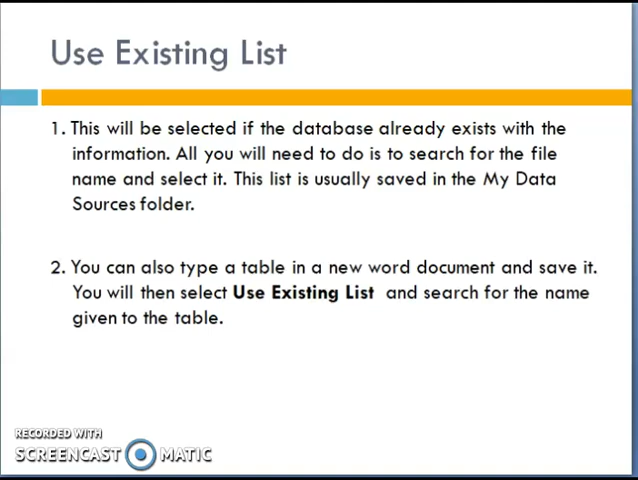 Use Existing List
1. This will be selected if the database already exists with the
information. All you will need to do is to search for the file
name and select it. This list is usually saved in the My Data
Sources folder.
2. You can also type a table in a new word document and save it.
You will then select Use Existing List and search for the name
given to the table.
RECORDED WITH
SCREENCAST MATIC